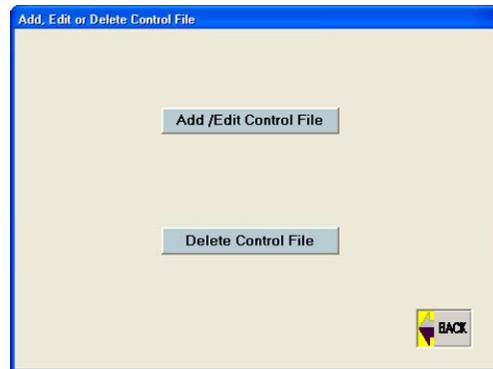 Add, Edit or Delete Control File
Add /Edit Control File
Delete Control File
BACK